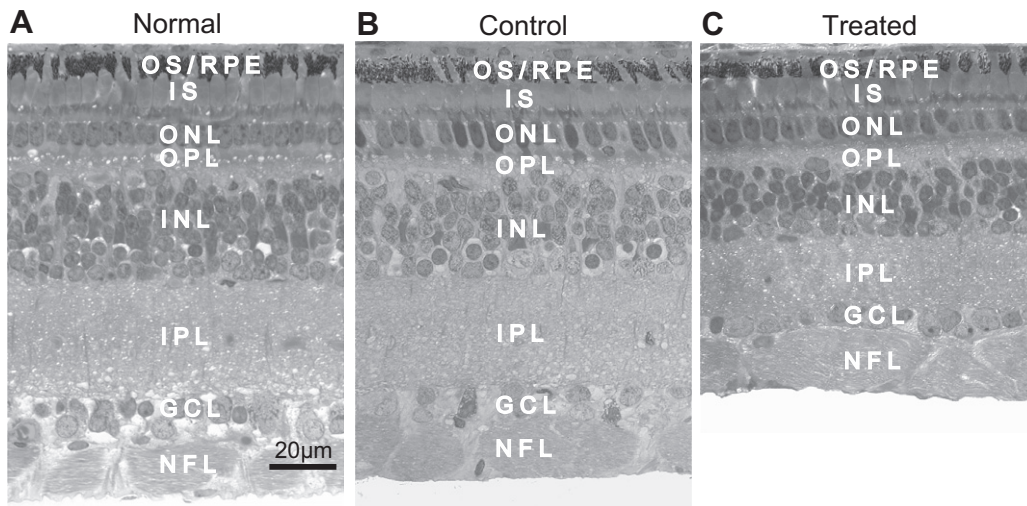 A
Normal
OS/RPE
IS
ONL
OPL
INL
IPL
GCL
NFL
20µm
B
Control
OS/RPE
IS
ONL
OPL
INL
IPL
GCL
NFL
C
Treated
OS/RPE
IS
ONL
OPL
INL
IPL
GCL
NFL